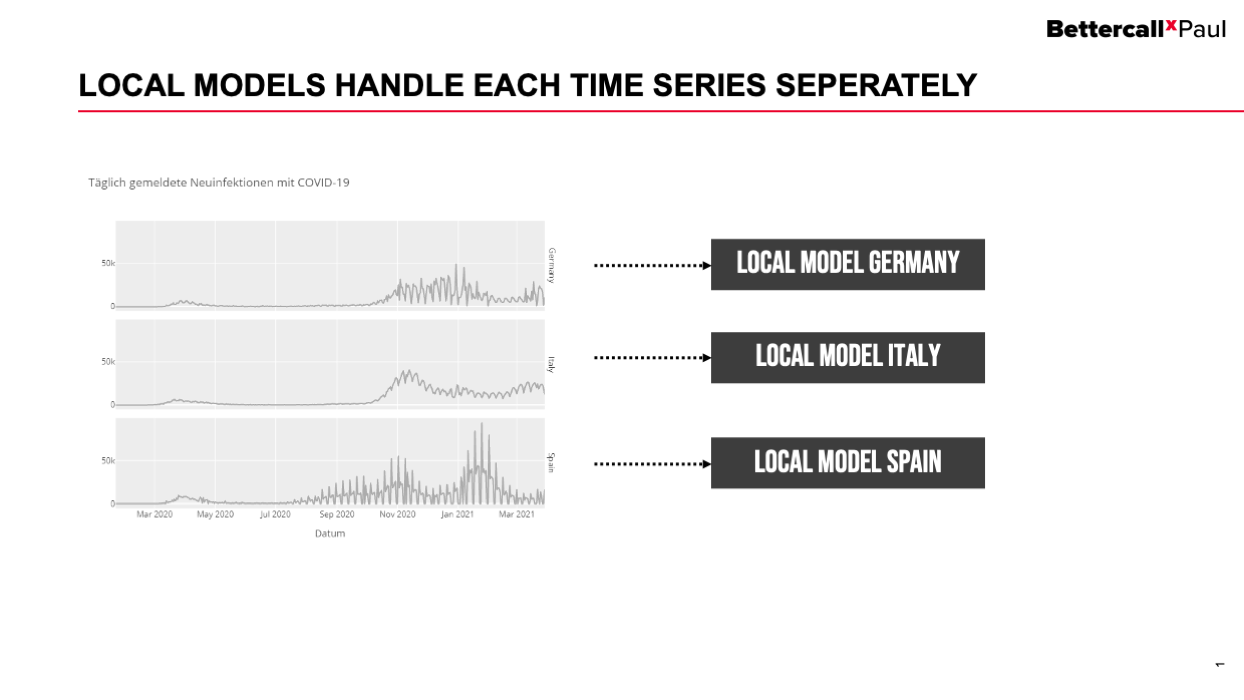 BettercallxPaul
LOCAL MODELS HANDLE EACH TIME SERIES SEPERATELY
Täglich gemeldete Neuinfektionen mit COVID-19
50k
0
Germany
LOCAL MODEL GERMANY
50k
0
Italy
LOCAL MODEL ITALY
50k
0
Spain
LOCAL MODEL SPAIN
Mar 2020 May 2020 Jul 2020 Sep 2020 Nov 2020 Jan 2021 Mar 2021
Datum
1